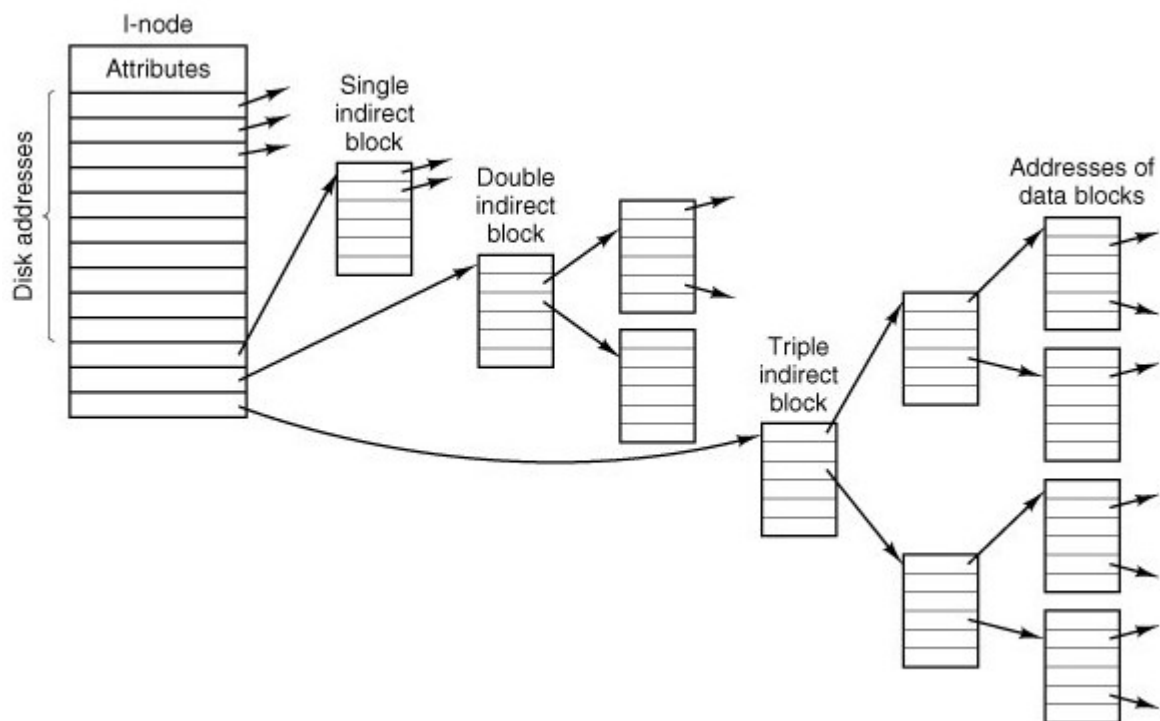 I-node
Attributes
Disk addresses
Single
indirect
block
Double
indirect
block
Triple
indirect
block
Addresses of
data blocks